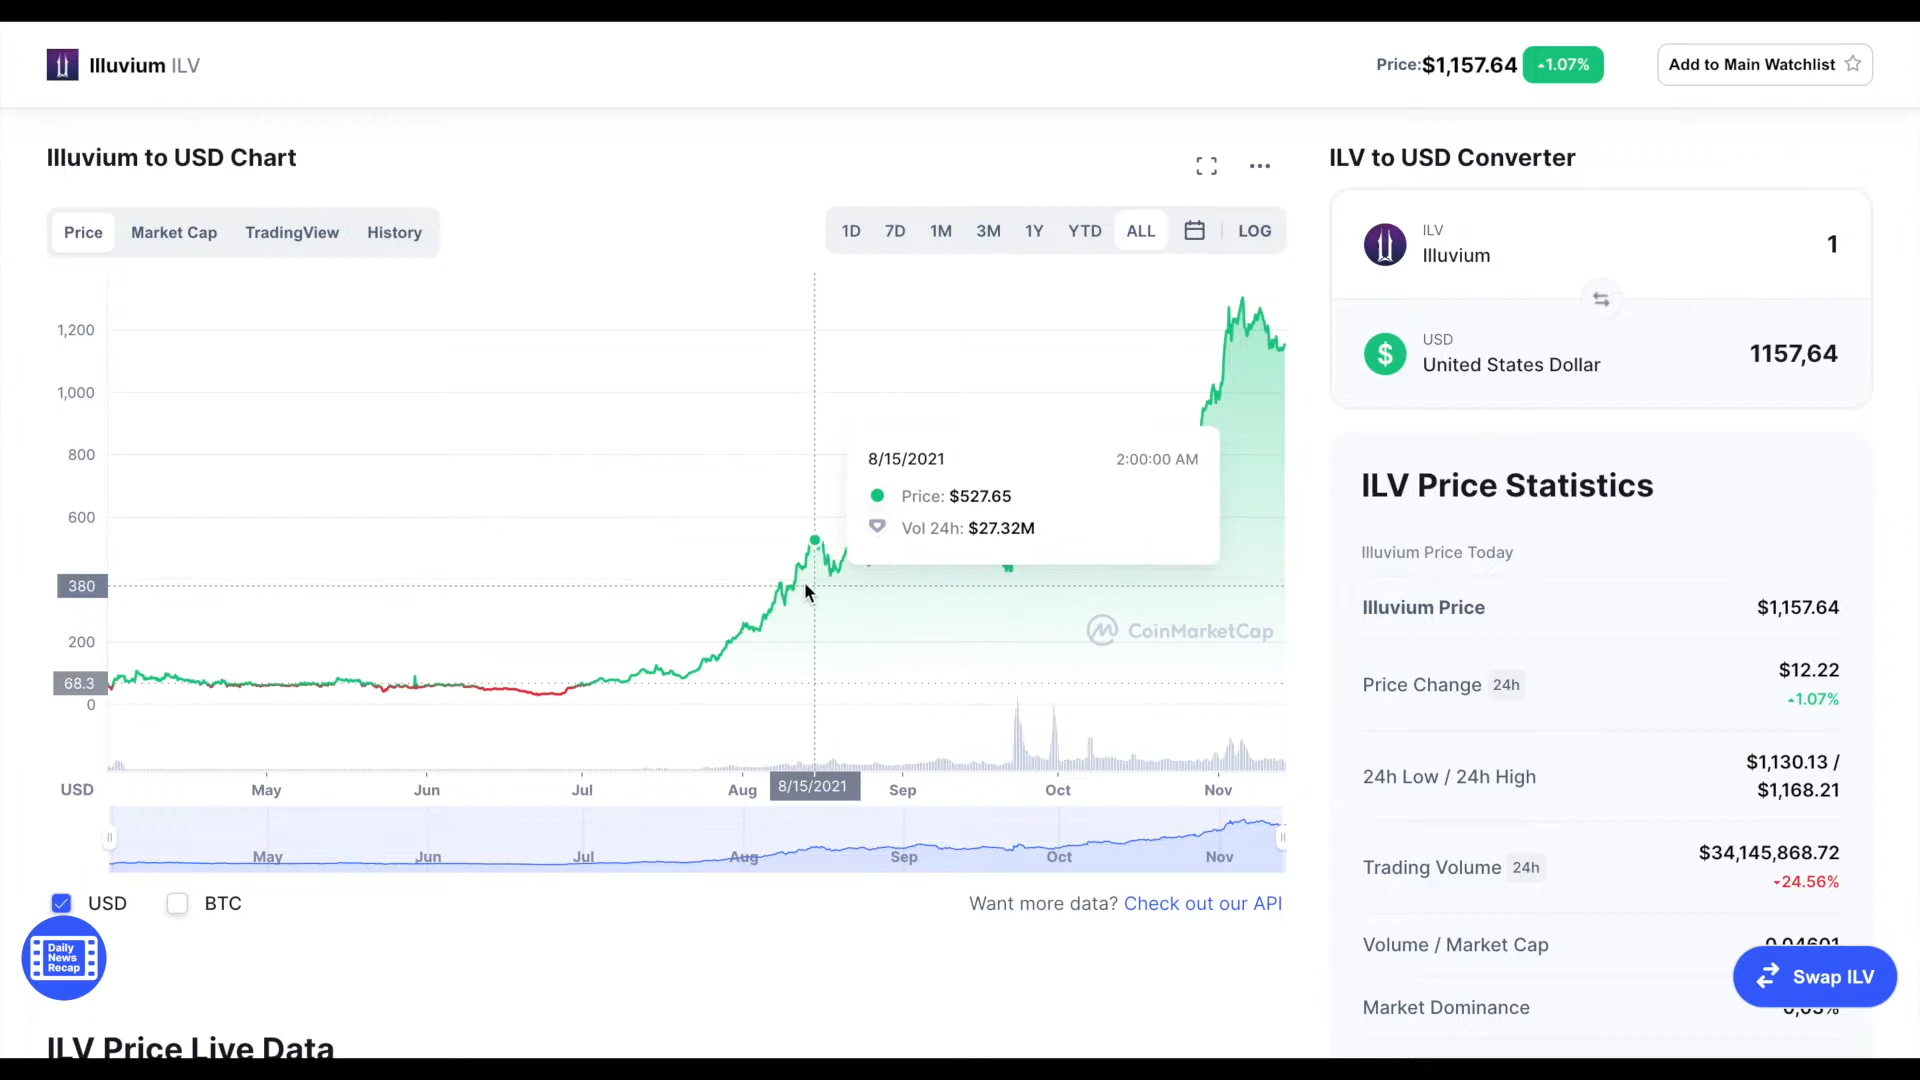 Illuvium ILV
Price:$1,157.64 1.07%
Add to Main Watchlist
Illuvium to USD Chart
Price Market Cap TradingView History
1D 7D 1M 3M 1Y YTD ALL LOG
1,200
1,000
800
600
380
200
68.3
0
8/15/2021 2:00:00 AM
Price: $527.65
Vol 24h: $27.32M
CoinMarketCap
USD May Jun Jul Aug 8/15/2021 Sep Oct Nov
May Jun Jul Aug Sep Oct Nov
USD BTC
Want more data? Check out our API
Daily
News
Recap
ILV Price Live Data
ILV to USD Converter
ILV
Illuvium
1
USD
United States Dollar
1157,64
ILV Price Statistics
Illuvium Price Today
Illuvium Price $1,157.64
Price Change 24h
$12.22
1.07%
24h Low / 24h High
$1,130.13 /
$1,168.21
Trading Volume 24h
$34,145,868.72
24.56%
Volume / Market Cap
Swap ILV
Market Dominance